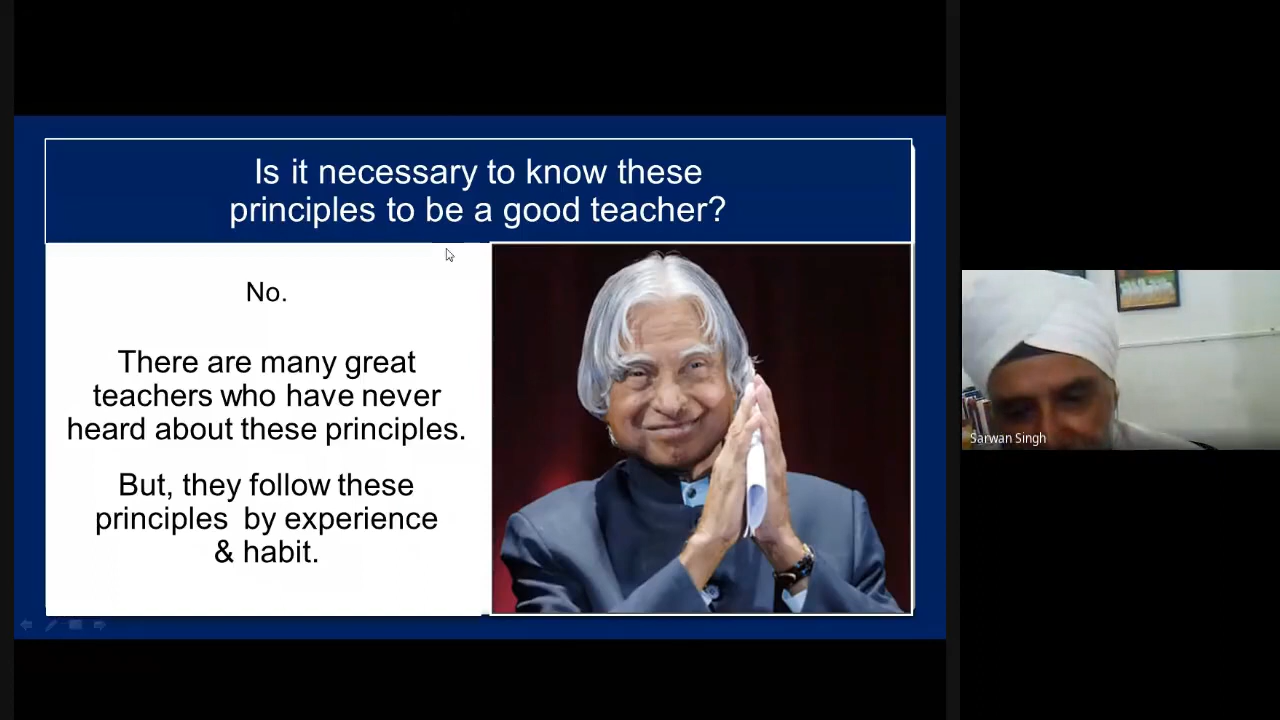 Is it necessary to know these
principles to be a good teacher?
No.
There are many great
teachers who have never
heard about these principles.
But, they follow these
principles by experience
& habit.
Sarwan Singh